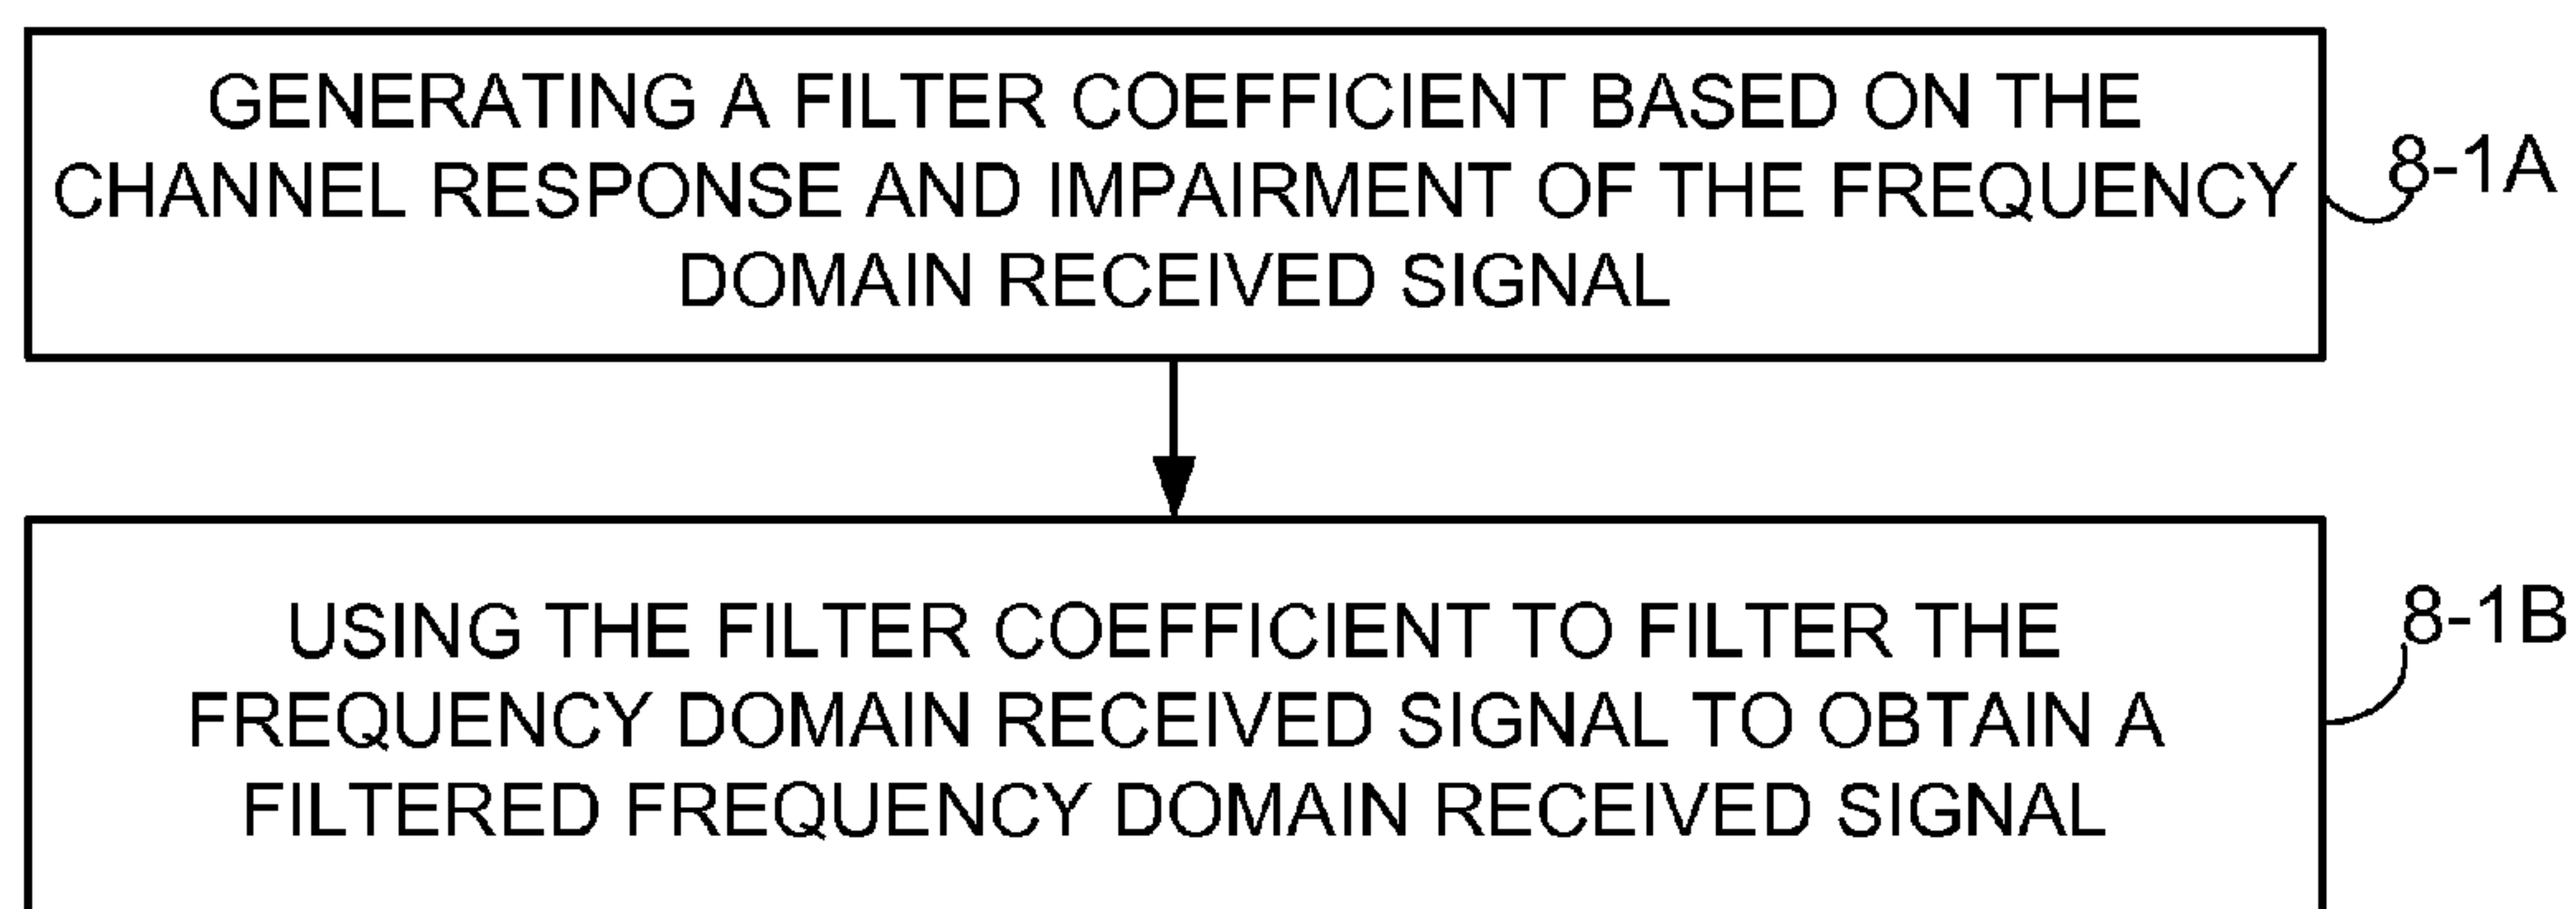 GENERATING A FILTER COEFFICIENT BASED ON THE
CHANNEL RESPONSE AND IMPAIRMENT OF THE FREQUENCY
DOMAIN RECEIVED SIGNAL
8-1A
USING THE FILTER COEFFICIENT TO FILTER THE
FREQUENCY DOMAIN RECEIVED SIGNAL TO OBTAIN A
FILTERED FREQUENCY DOMAIN RECEIVED SIGNAL
8-1B